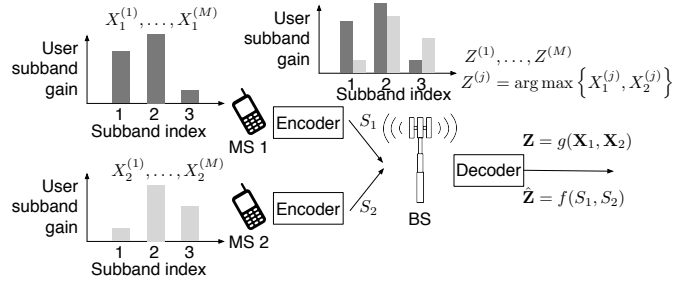 X_1^{(1)}, . . . , X_1^{(M)}
User
subband
gain
1 2 3
Subband index
MS 1
Encoder
S_1
User
subband
gain
1 2 3
Subband index
Z^{(1)}, . . . , Z^{(M)}
Z^{(j)} = arg max { X_1^{(j)}, X_2^{(j)} }
X_2^{(1)}, . . . , X_2^{(M)}
User
subband
gain
1 2 3
Subband index
MS 2
Encoder
S_2
BS
Decoder
Z = g(X_1, X_2)
Ẑ = f(S_1, S_2)